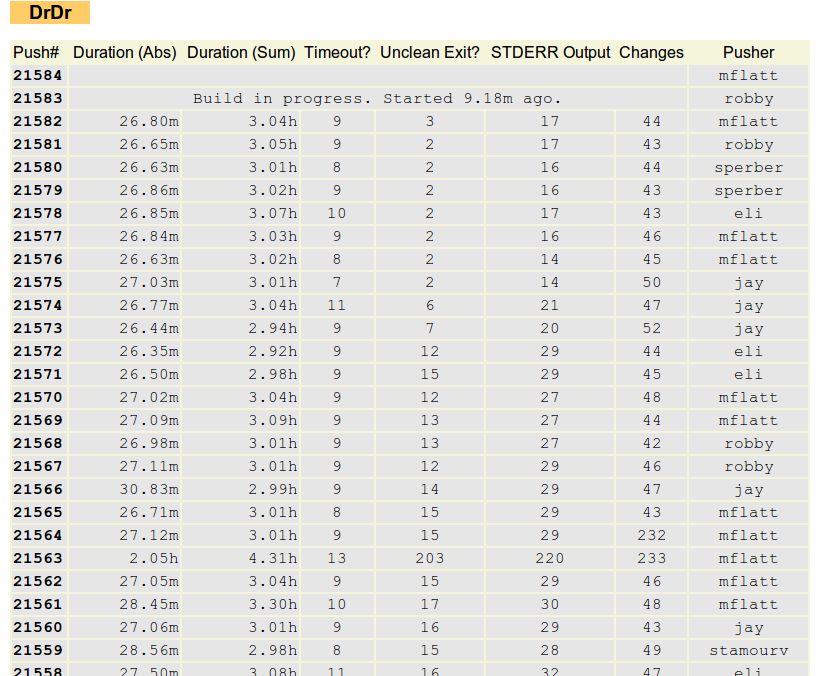 DrDr
Push# Duration (Abs) Duration (Sum) Timeout? Unclean Exit? STDERR Output Changes Pusher
21584 mflatt
21583 Build in progress. Started 9.18m ago. robby
21582 26.80m 3.04h 9 3 17 44 mflatt
21581 26.65m 3.05h 9 2 17 43 robby
21580 26.63m 3.01h 8 2 16 44 sperber
21579 26.86m 3.02h 9 2 16 43 sperber
21578 26.85m 3.07h 10 2 17 43 eli
21577 26.84m 3.03h 9 2 16 46 mflatt
21576 26.63m 3.02h 8 2 14 45 mflatt
21575 27.03m 3.01h 7 2 14 50 jay
21574 26.77m 3.04h 11 6 21 47 jay
21573 26.44m 2.94h 9 7 20 52 jay
21572 26.35m 2.92h 9 12 29 44 eli
21571 26.50m 2.98h 9 15 29 45 eli
21570 27.02m 3.04h 9 12 27 48 mflatt
21569 27.09m 3.09h 9 13 27 44 mflatt
21568 26.98m 3.01h 9 13 27 42 robby
21567 27.11m 3.01h 9 12 29 46 robby
21566 30.83m 2.99h 9 14 29 47 jay
21565 26.71m 3.01h 8 15 29 43 mflatt
21564 27.12m 3.01h 9 15 29 232 mflatt
21563 2.05h 4.31h 13 203 220 233 mflatt
21562 27.05m 3.04h 9 15 29 46 mflatt
21561 28.45m 3.30h 10 17 30 48 mflatt
21560 27.06m 3.01h 9 16 29 43 jay
21559 28.56m 2.98h 8 15 28 49 stamourv
21558 27.50m 3.08h 11 16 32 47 eli